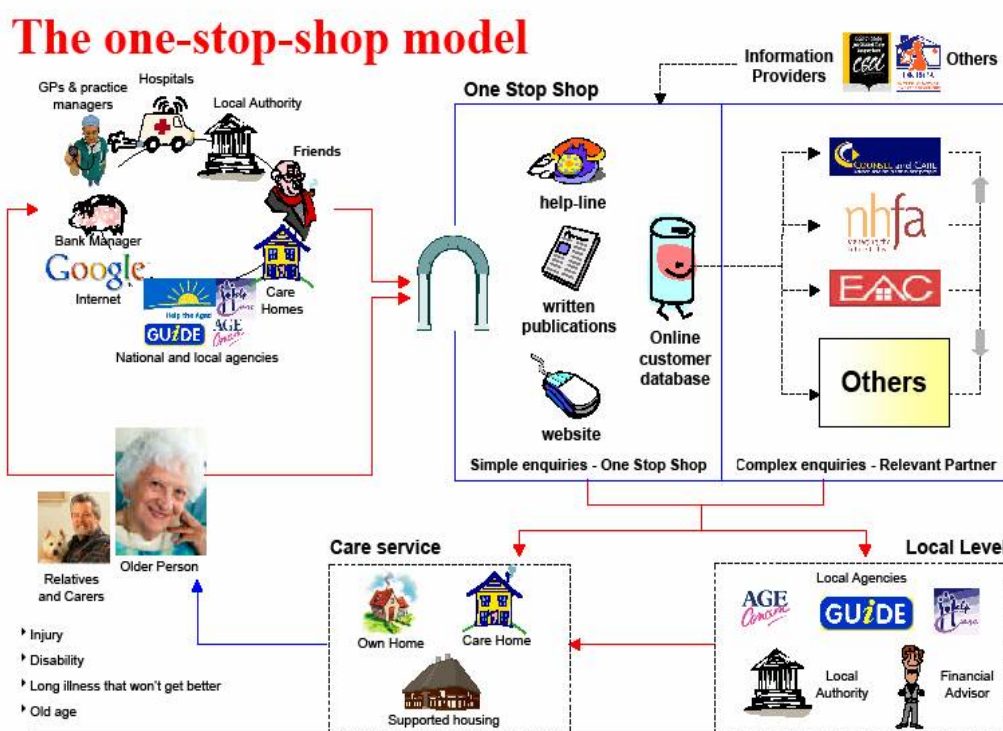 The one-stop-shop model
Hospitals
GPs & practice
managers
Local Authority
Friends
Bank Manager
Google
Internet
Help the Aged
GUiDE
AGE
Concern
Care
Homes
National and local agencies
Information
Providers
csci
Others
One Stop Shop
help-line
written
publications
website
Online
customer
database
COUNSEL and CARE
nhfa
EAC
Others
Simple enquiries - One Stop Shop
Complex enquiries - Relevant Partner
Older Person
Relatives
and Carers
Injury
Disability
Long illness that won't get better
Old age
Care service
Own Home
Care Home
Supported housing
Local Level
Local Agencies
AGE
Concern
GUiDE
Local
Authority
Financial
Advisor